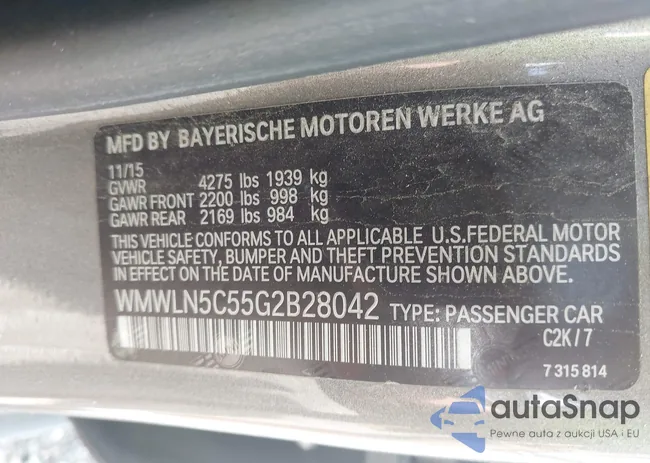 MFD BY BAYERISCHE MOTOREN WERKE AG
11/15
GVWR 4275 lbs 1939 kg
GAWR FRONT 2200 lbs 998 kg
GAWR REAR 2169 lbs 984 kg
THIS VEHICLE CONFORMS TO ALL APPLICABLE U.S.FEDERAL MOTOR
VEHICLE SAFETY, BUMPER AND THEFT PREVENTION STANDARDS
IN EFFECT ON THE DATE OF MANUFACTURE SHOWN ABOVE.
WMWLN5C55G2B28042 TYPE: PASSENGER CAR
C2K/7
7 315 814
autaSnap
Pewne auta z aukcji USA i EU